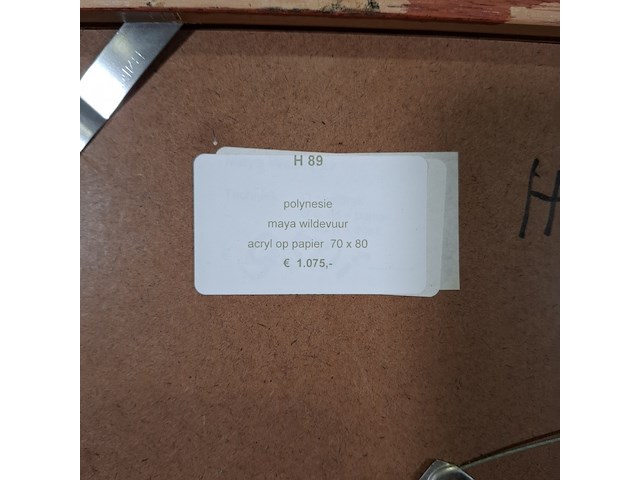 H 89
polynesie
maya wildevuur
acryl op papier 70 x 80
€ 1.075,-
H